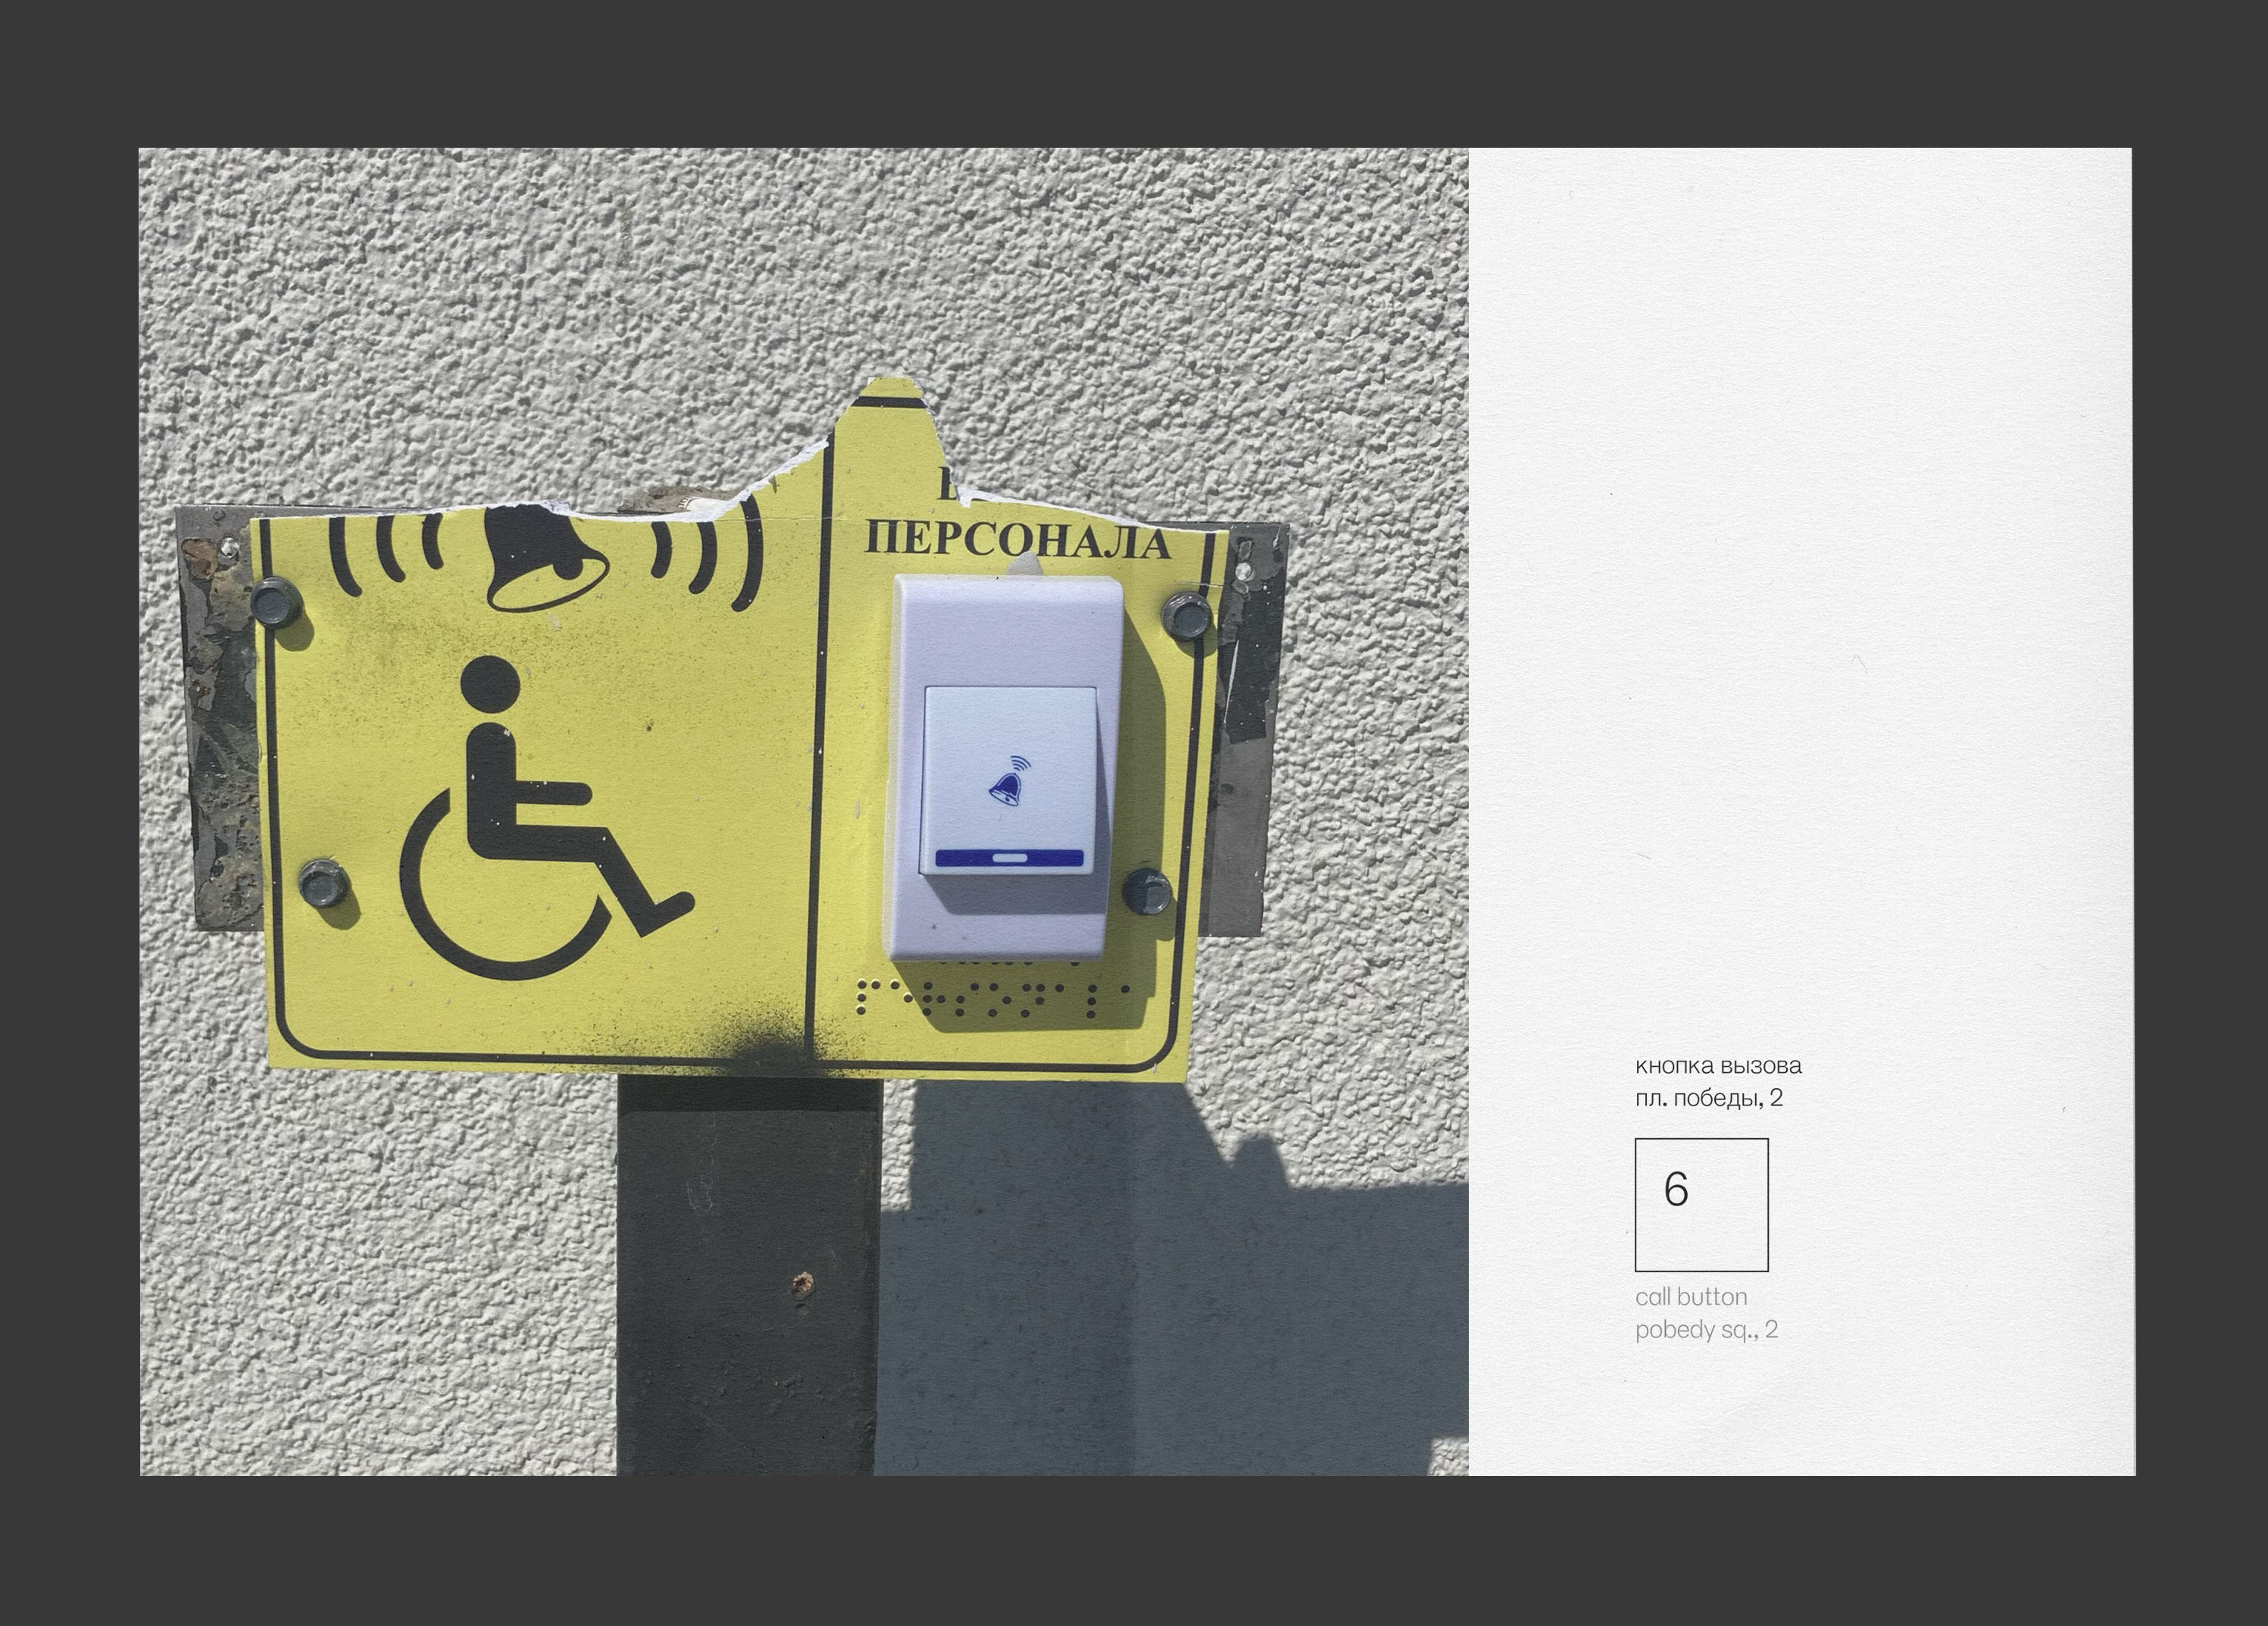 ПЕРСОНАЛА
кнопка вызова
пл. победы, 2
6
call button
pobedy sq., 2